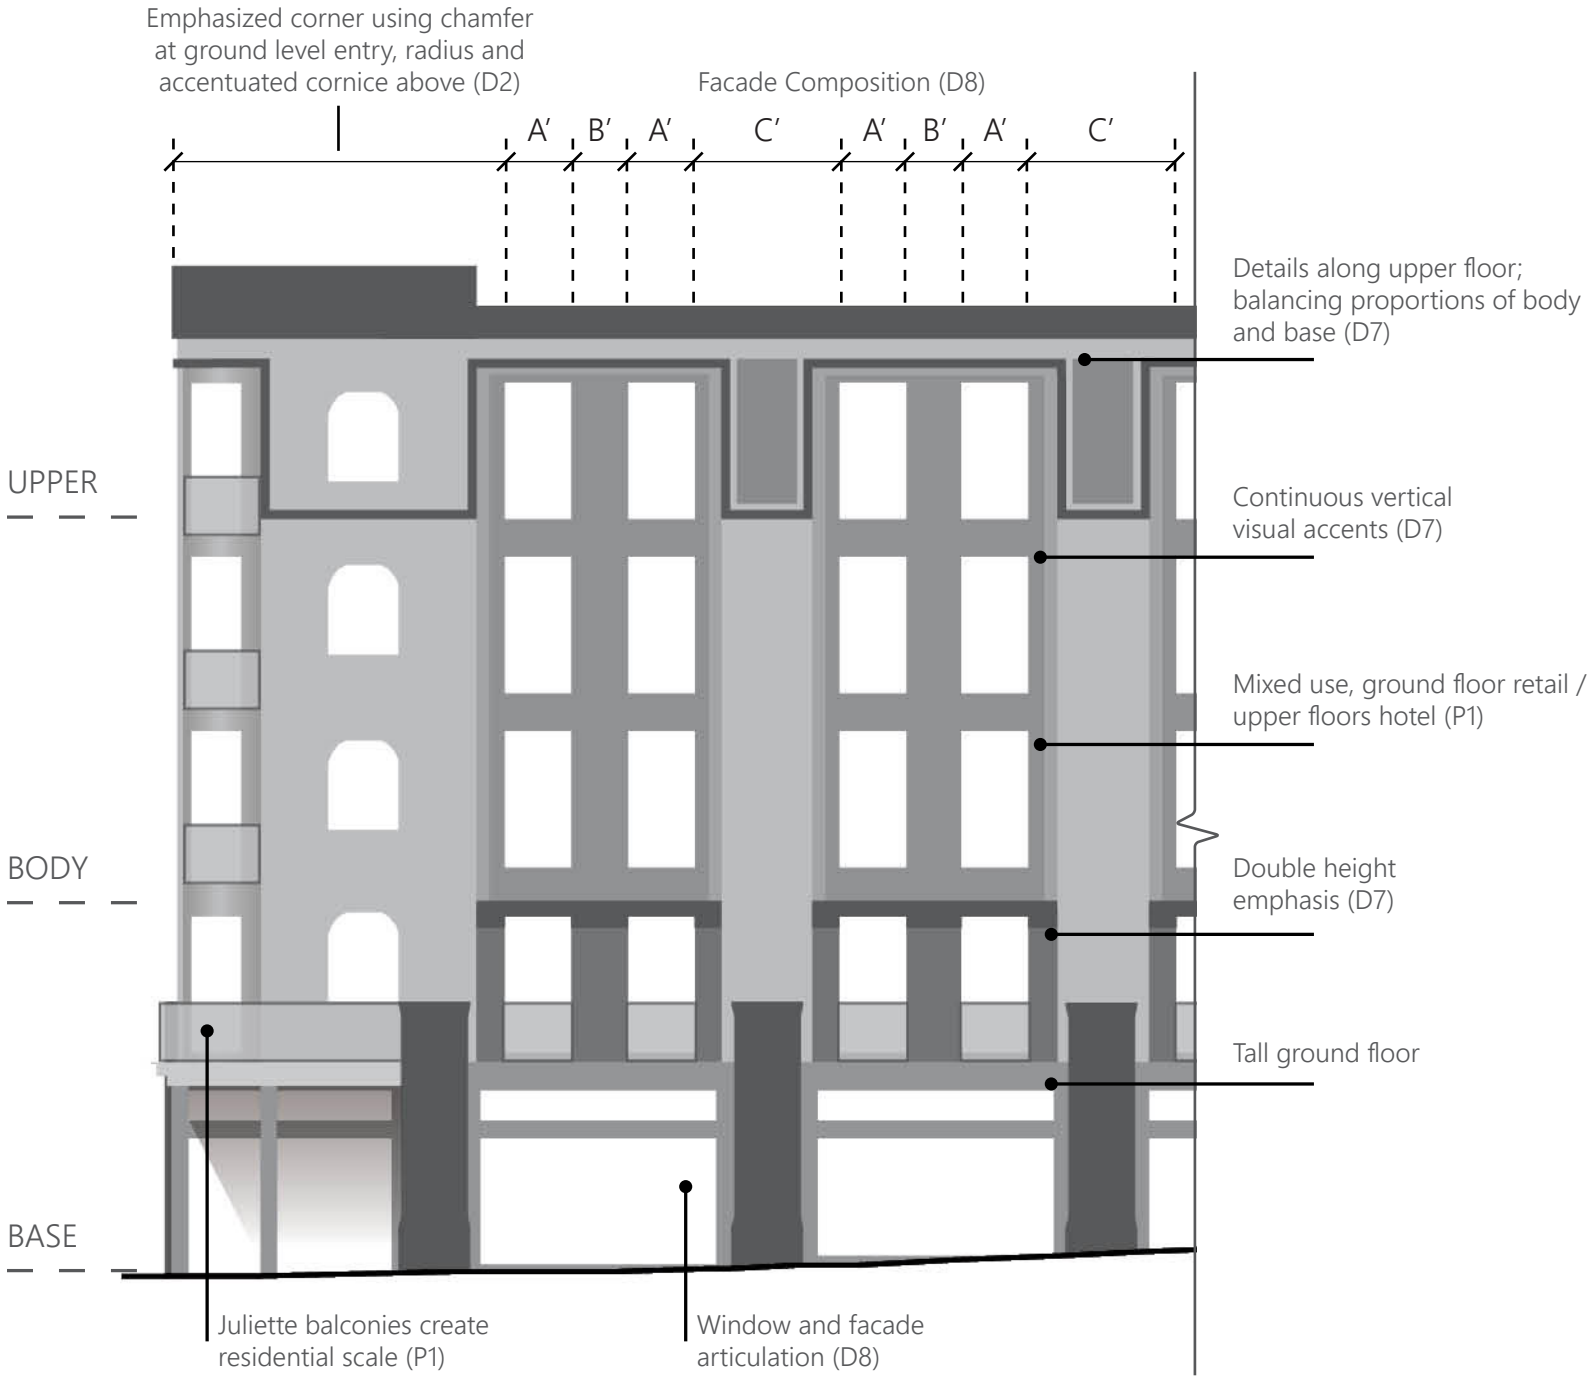 Emphasized corner using chamfer
at ground level entry, radius and
accentuated cornice above (D2)
Facade Composition (D8)
A’ B’ A’ C’ A’ B’ A’ C’
Details along upper floor;
balancing proportions of body
and base (D7)
UPPER
Continuous vertical
visual accents (D7)
Mixed use, ground floor retail /
upper floors hotel (P1)
BODY
Double height
emphasis (D7)
Tall ground floor
BASE
Juliette balconies create
residential scale (P1)
Window and facade
articulation (D8)